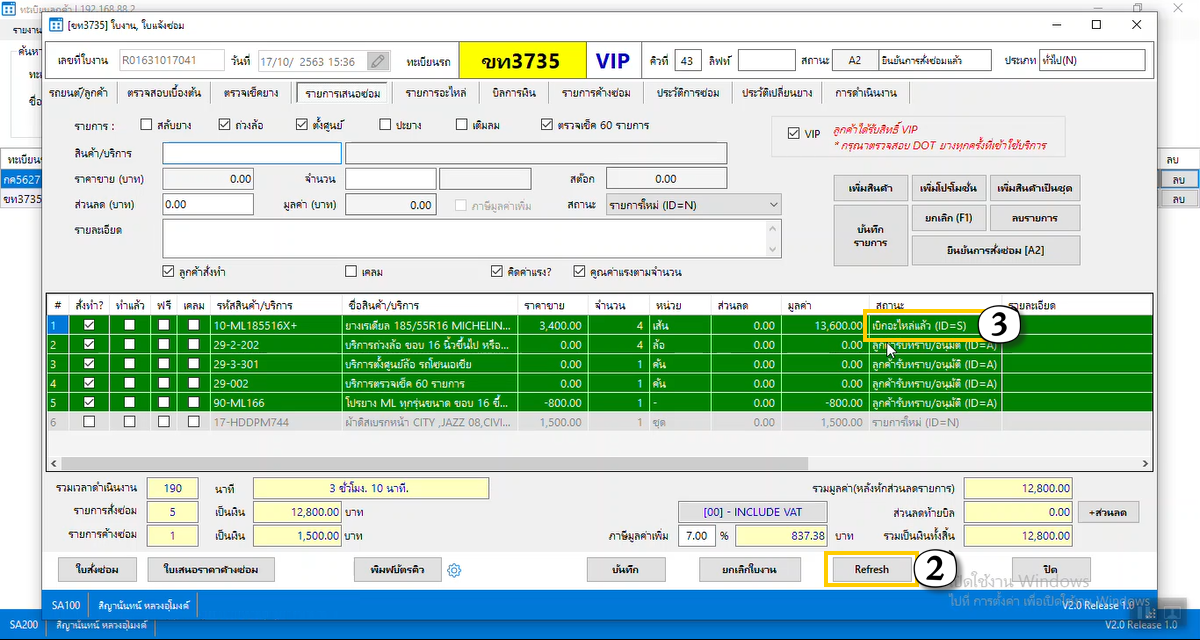 ทะเบียนลูกค้า | 192.168.88.2
[ขท3735] ใบงาน, ใบแจ้งซ่อม
รายงาน
ค้นหา
เลขที่ใบงาน R01631017041 วันที่ 17/10/ 2563 15:36 ทะเบียนรถ ขท3735 VIP คิวที่ 43 ลิฟท์ สถานะ A2 ยืนยันการสั่งซ่อมแล้ว ประเภท ทั่วไป(N)
รถยนต์/ลูกค้า ตรวจสอบเบื้องต้น ตรวจเช็คยาง รายการเสนอซ่อม รายการอะไหล่ บิลการเงิน รายการค้างซ่อม ประวัติการซ่อม ประวัติเปลี่ยนยาง การดำเนินงาน
รายการ : สลับยาง ถ่วงล้อ ตั้งศูนย์ ปะยาง เติมลม ตรวจเช็ค 60 รายการ
VIP ลูกค้าได้รับสิทธิ์ VIP
* กรุณาตรวจสอบ DOT ยางทุกครั้งที่เข้าใช้บริการ
สินค้า/บริการ
ราคาขาย (บาท) 0.00 จำนวน สต๊อก 0.00
ส่วนลด (บาท) 0.00 มูลค่า (บาท) 0.00 ภาษีมูลค่าเพิ่ม สถานะ รายการใหม่ (ID=N)
รายละเอียด
เพิ่มสินค้า เพิ่มโปรโมชั่น เพิ่มสินค้าเป็นชุด
บันทึก
รายการ
ยกเลิก (F1) ลบรายการ
ยืนยันการสั่งซ่อม [A2]
ลูกค้าสั่งทำ เคลม คิดค่าแรง? คูณค่าแรงตามจำนวน
ทะเบียน
กค5627
ขท3735
ลบ
ลบ
ลบ
# สั่งทำ? ทำแล้ว ฟรี เคลม รหัสสินค้า/บริการ ชื่อสินค้า/บริการ ราคาขาย จำนวน หน่วย ส่วนลด มูลค่า สถานะ รายละเอียด
1 10-ML185516X+ ยางเรเดียล 185/55R16 MICHELIN... 3,400.00 4 เส้น 0.00 13,600.00 เบิกอะไหล่แล้ว (ID=S) 3
2 29-2-202 บริการถ่วงล้อ ขอบ 16 นิ้วขึ้นไป หรือ... 0.00 4 ล้อ 0.00 0.00 ลูกค้ารับทราบ/อนุมัติ (ID=A)
3 29-3-301 บริการตั้งศูนย์ล้อ รถโซนเอเชีย 0.00 1 คัน 0.00 0.00 ลูกค้ารับทราบ/อนุมัติ (ID=A)
4 29-002 บริการตรวจเช็ค 60 รายการ 0.00 1 คัน 0.00 0.00 ลูกค้ารับทราบ/อนุมัติ (ID=A)
5 90-ML166 โปรยาง ML ทุกรุ่นขนาด ขอบ 16 ขึ้... -800.00 1 - 0.00 -800.00 ลูกค้ารับทราบ/อนุมัติ (ID=A)
6 17-HDDPM744 ผ้าดิสเบรกหน้า CITY ,JAZZ 08,CIVI... 1,500.00 1 ชุด 0.00 1,500.00 รายการใหม่ (ID=N)
รวมเวลาดำเนินงาน 190 นาที 3 ชั่วโมง. 10 นาที. รวมมูลค่า(หลังหักส่วนลดรายการ) 12,800.00
รายการสั่งซ่อม 5 เป็นเงิน 12,800.00 บาท [00] - INCLUDE VAT ส่วนลดท้ายบิล 0.00 +ส่วนลด
รายการค้างซ่อม 1 เป็นเงิน 1,500.00 บาท ภาษีมูลค่าเพิ่ม 7.00 % 837.38 บาท รวมเป็นเงินทั้งสิ้น 12,800.00
ใบสั่งซ่อม ใบเสนอราคาค้างซ่อม พิมพ์บัตรคิว บันทึก ยกเลิกใบงาน Refresh 2 ปิด
เปิดใช้งาน Windows
ไปที่ การตั้งค่า เพื่อเปิดใช้งาน Windows
SA100 สิญานันทน์ หลวงอุโมงค์ V2.0 Release 1.0
SA200 สิญานันทน์ หลวงอุโมงค์ V2.0 Release 1.0